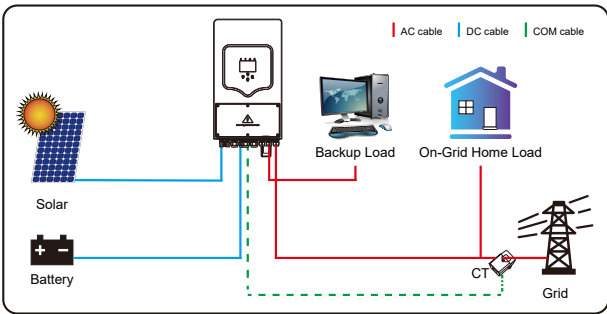 AC cable
DC cable
COM cable
Backup Load
On-Grid Home Load
Solar
Battery
CT
Grid